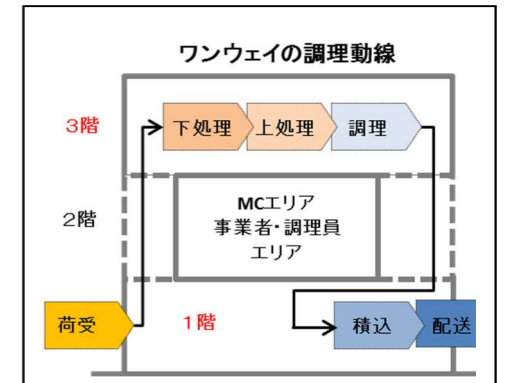 ワンウェイの調理動線
3階
下処理
上処理
調理
2階
MCエリア
事業者・調理員
エリア
荷受
1階
積込
配送